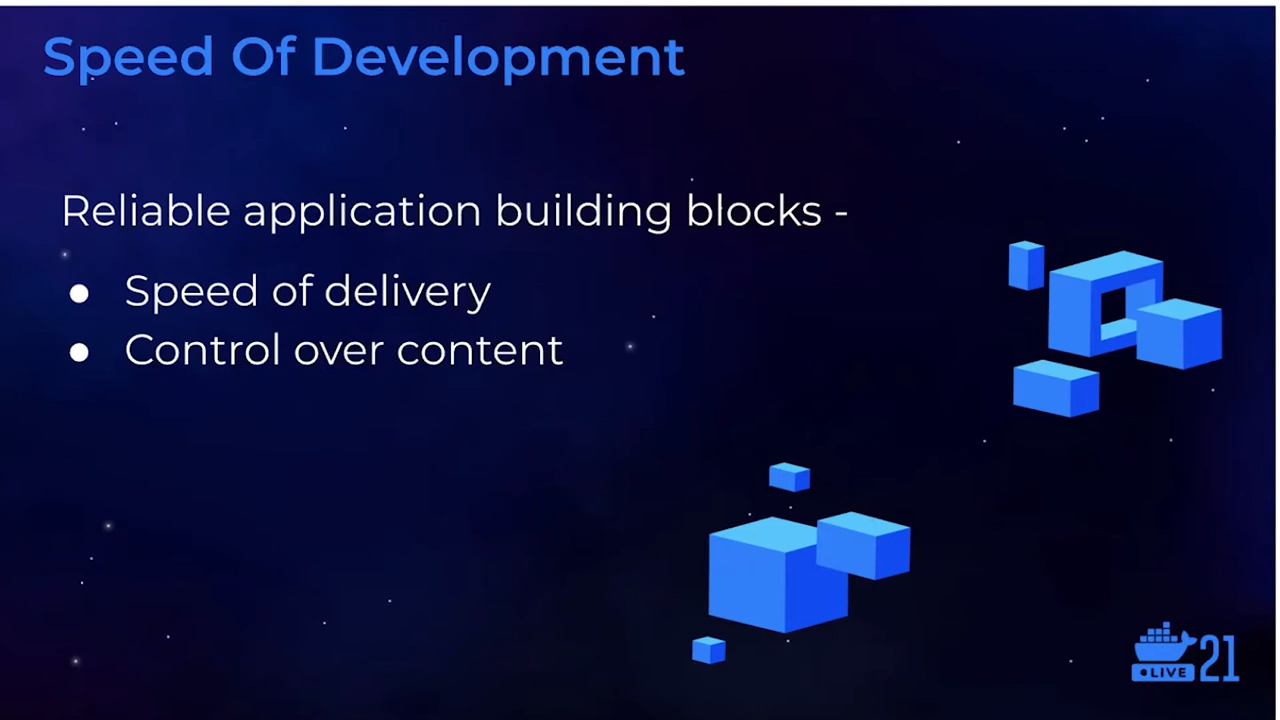 Speed Of Development
Reliable application building blocks -
● Speed of delivery
● Control over content
LIVE 21